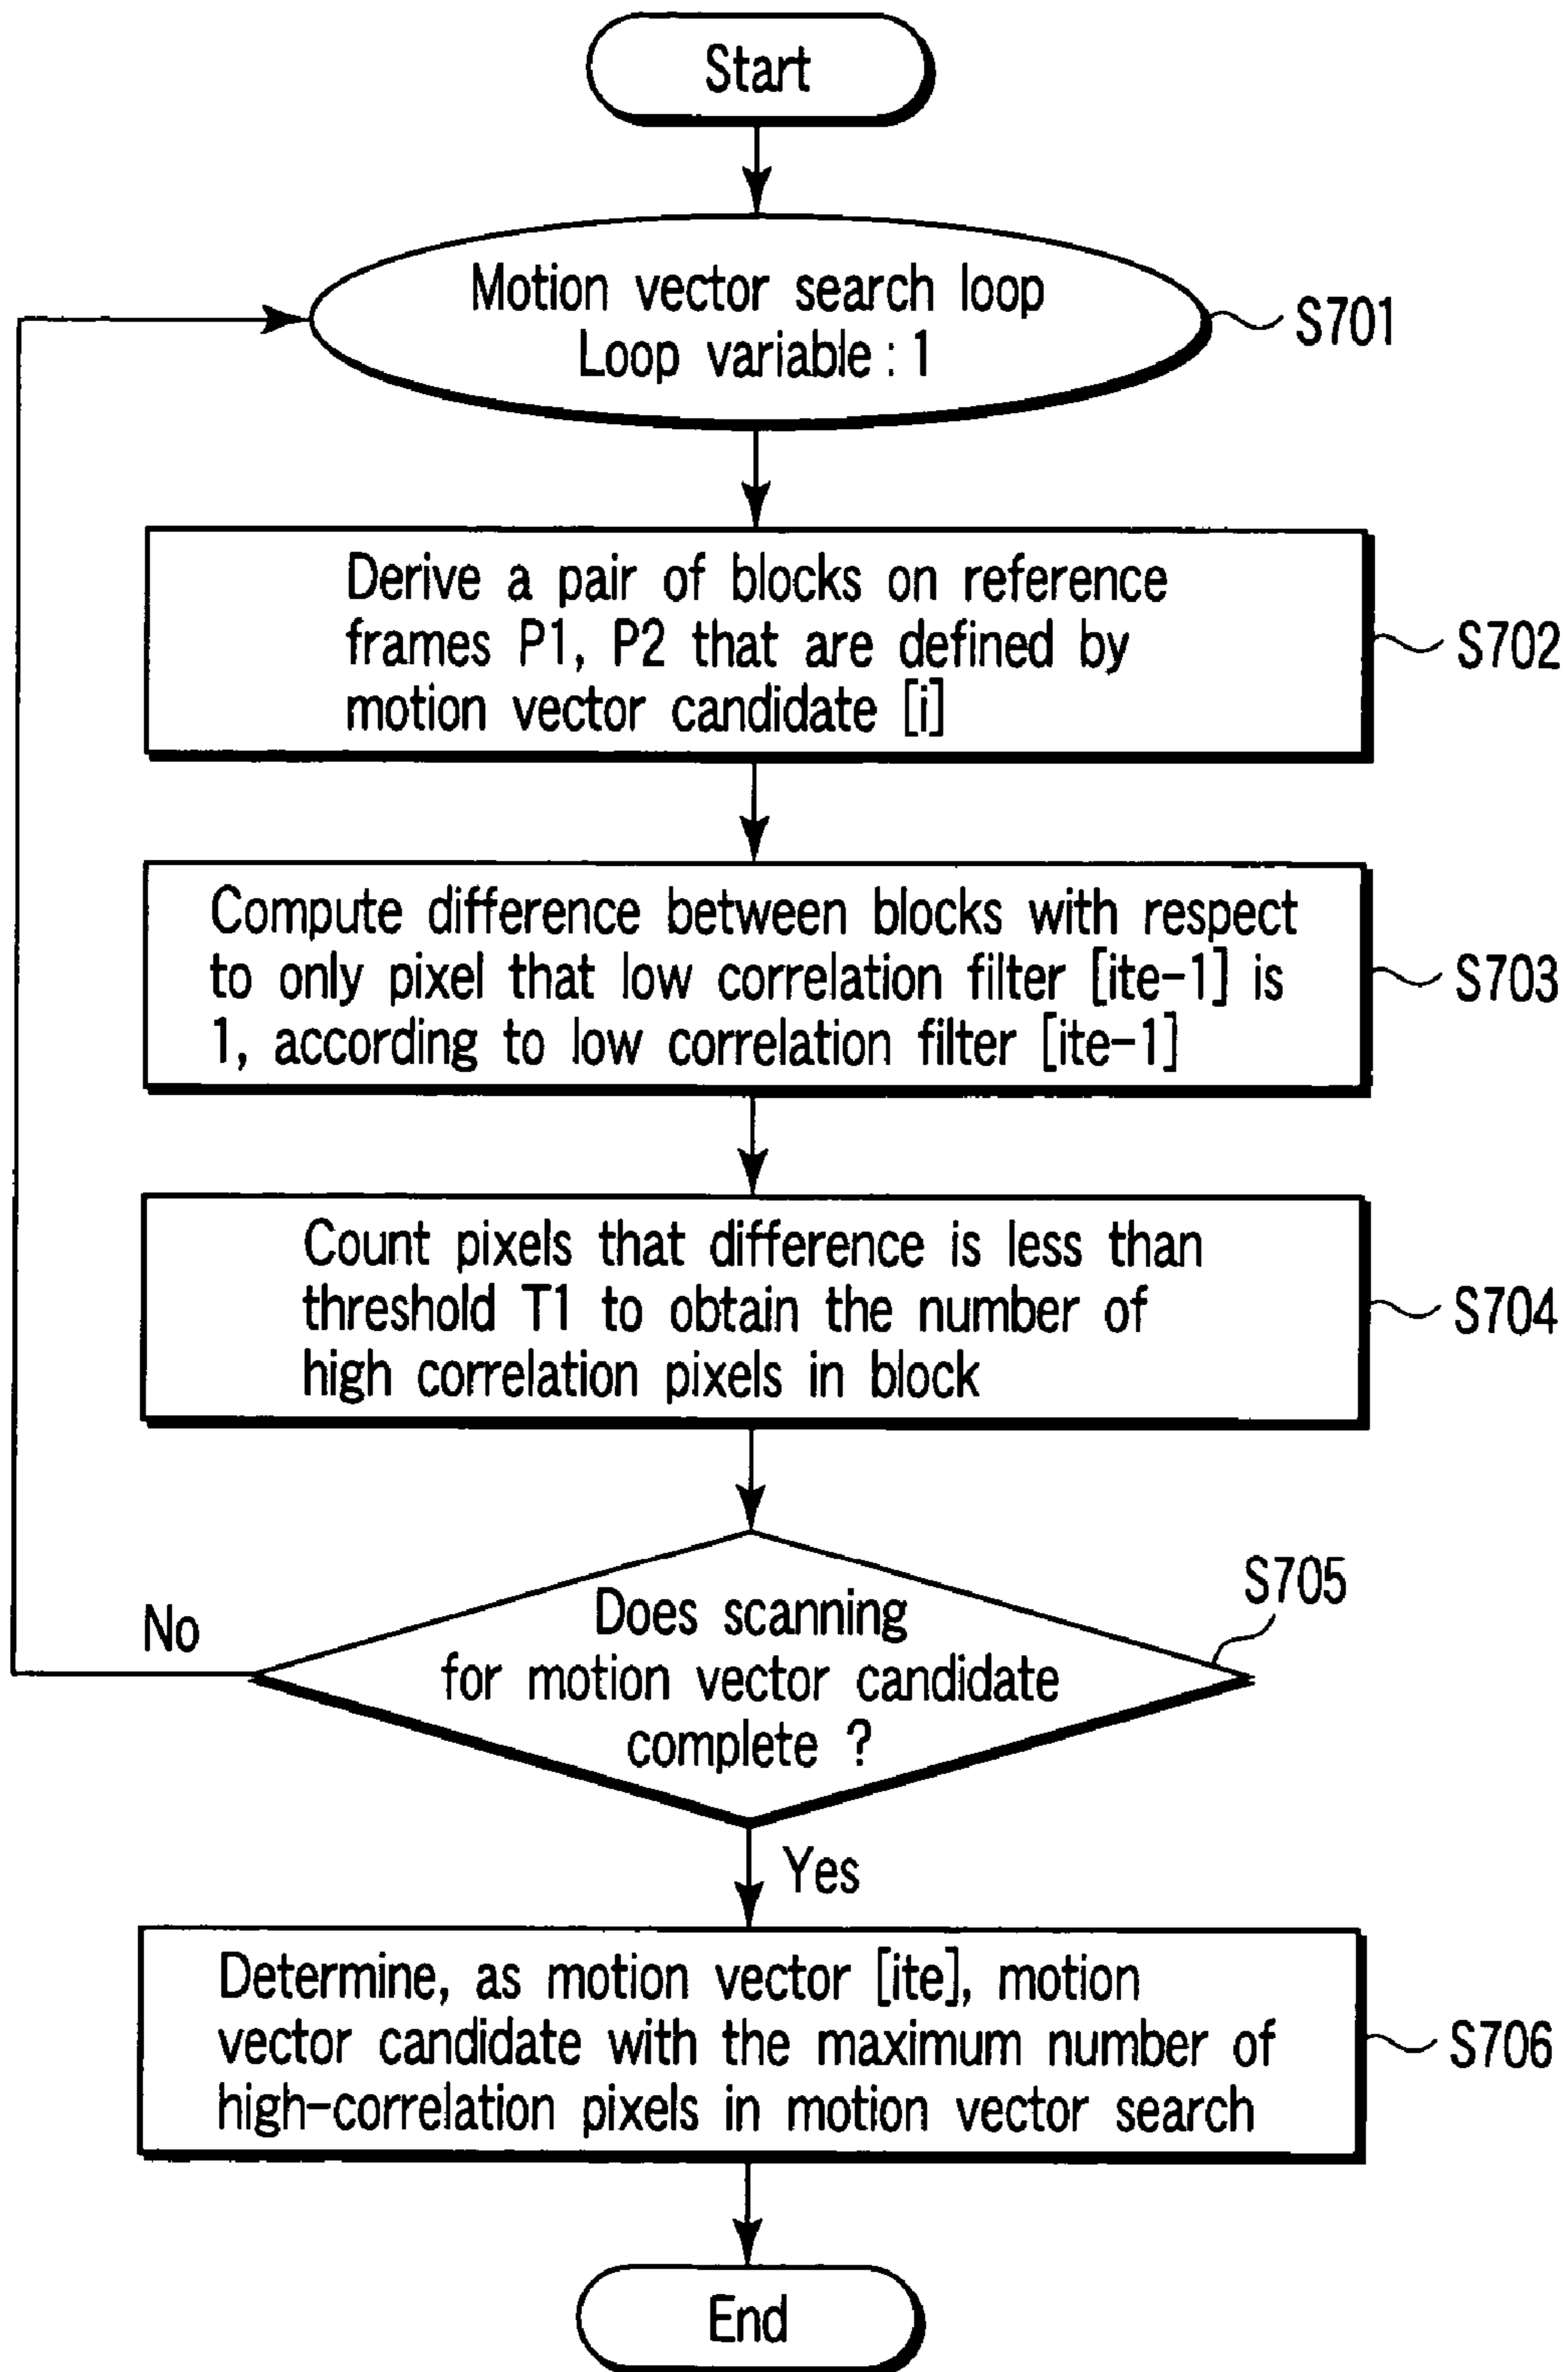 Start
Motion vector search loop
Loop variable : 1
S701
Derive a pair of blocks on reference
frames P1, P2 that are defined by
motion vector candidate [i]
S702
Compute difference between blocks with respect
to only pixel that low correlation filter [ite-1] is
1, according to low correlation filter [ite-1]
S703
Count pixels that difference is less than
threshold T1 to obtain the number of
high correlation pixels in block
S704
Does scanning
for motion vector candidate
complete ?
S705
No
Yes
Determine, as motion vector [ite], motion
vector candidate with the maximum number of
high-correlation pixels in motion vector search
S706
End